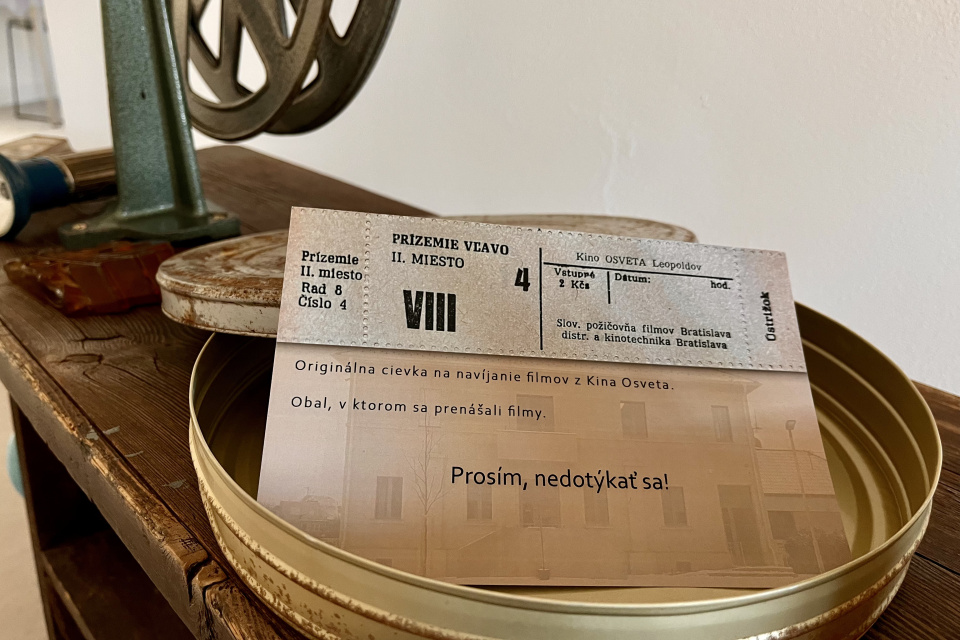 Prízemie
II. miesto
Rad 8
Číslo 4
PRÍZEMIE VĽAVO
II. MIESTO
4
VIII
Kino OSVETA Leopoldov
Vstupné
2 Kčs
Dátum: hod.
Slov. požičovňa filmov Bratislava
distr. a kinotechnika Bratislava
Ostrižok
Originálna cievka na navíjanie filmov z Kina Osveta.
Obal, v ktorom sa prenášali filmy.
Prosím, nedotýkať sa!